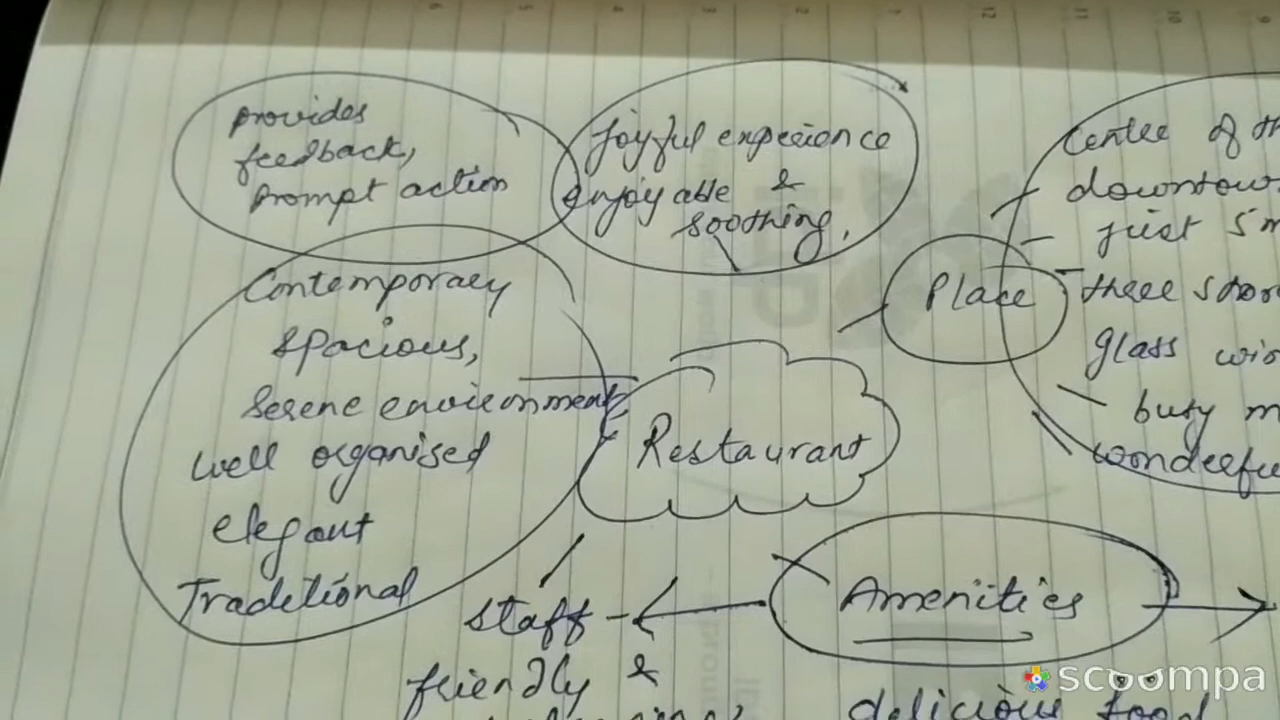 provides
feedback,
prompt action
Joyful experience
enjoyable &
soothing,
Centre of
downtow
just 5 m
three stor
glass
busy m
wonderfu
Place
Contemporary
spacious,
serene environment
well organised
elegant
Traditional
Restaurant
Amenities
staff
friendly &
delicious food
scoompa